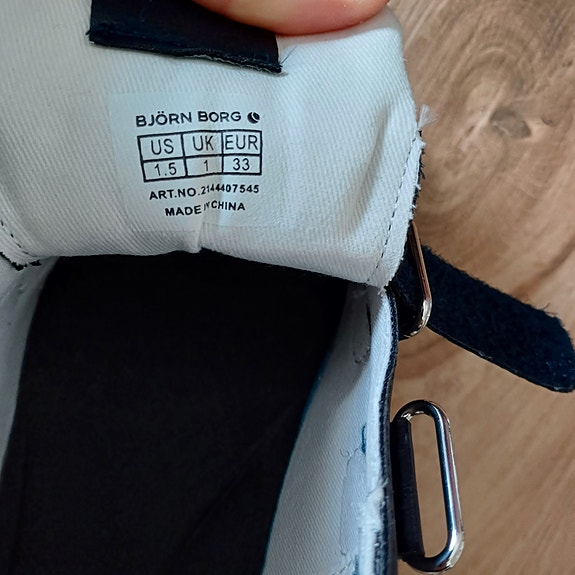 BJÖRN BORG
US UK EUR
1.5 1 33
ART.NO.2144407545
MADE IN CHINA